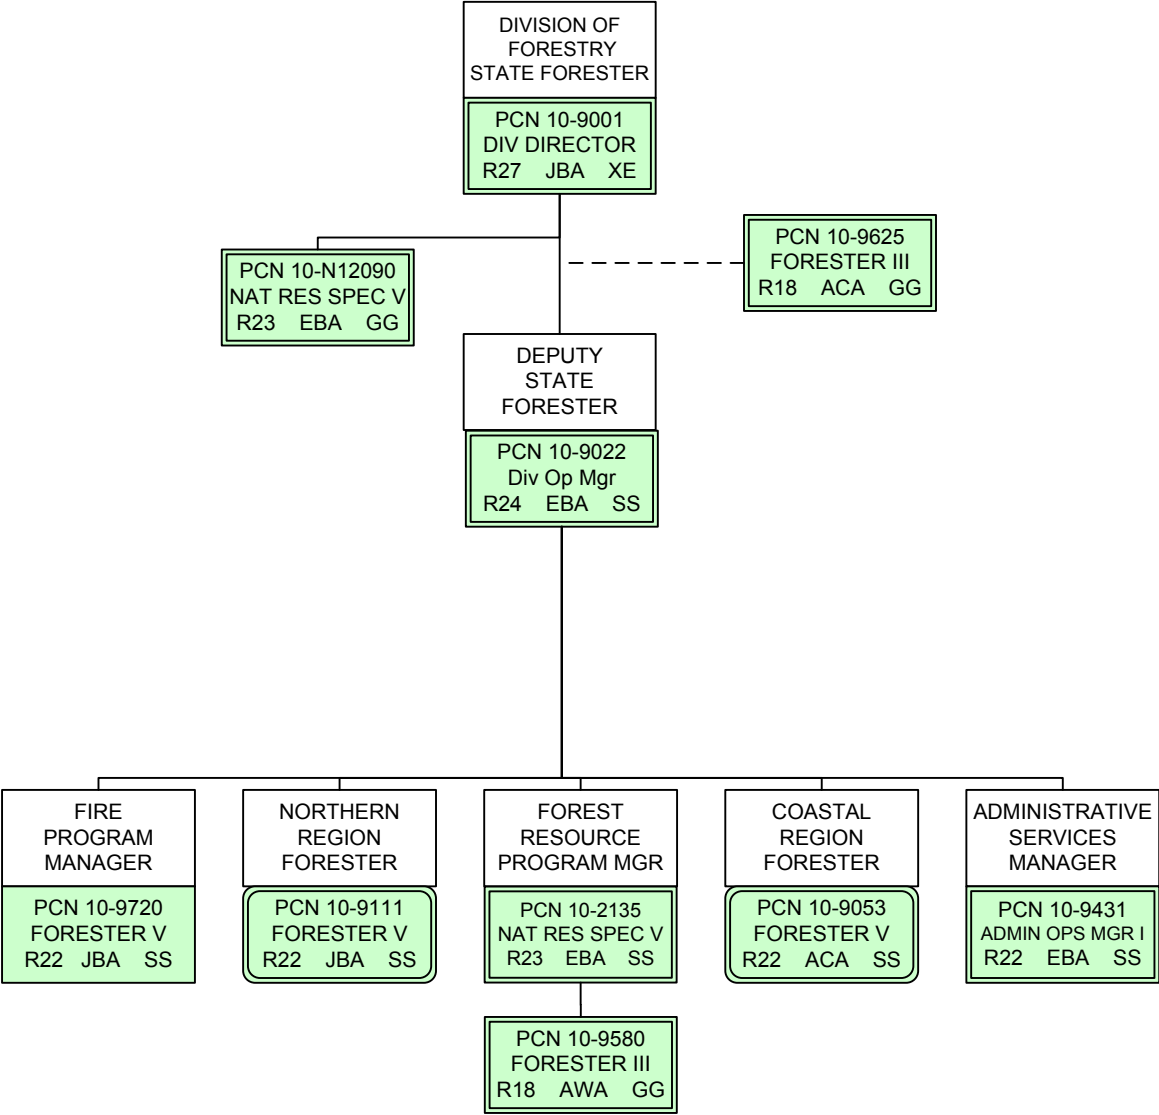 DIVISION OF
FORESTRY
STATE FORESTER
PCN 10-9001
DIV DIRECTOR
R27 JBA XE
PCN 10-N12090
NAT RES SPEC V
R23 EBA GG
PCN 10-9625
FORESTER III
R18 ACA GG
DEPUTY
STATE
FORESTER
PCN 10-9022
Div Op Mgr
R24 EBA SS
FIRE
PROGRAM
MANAGER
PCN 10-9720
FORESTER V
R22 JBA SS
NORTHERN
REGION
FORESTER
PCN 10-9111
FORESTER V
R22 JBA SS
FOREST
RESOURCE
PROGRAM MGR
PCN 10-2135
NAT RES SPEC V
R23 EBA SS
COASTAL
REGION
FORESTER
PCN 10-9053
FORESTER V
R22 ACA SS
ADMINISTRATIVE
SERVICES
MANAGER
PCN 10-9431
ADMIN OPS MGR I
R22 EBA SS
PCN 10-9580
FORESTER III
R18 AWA GG